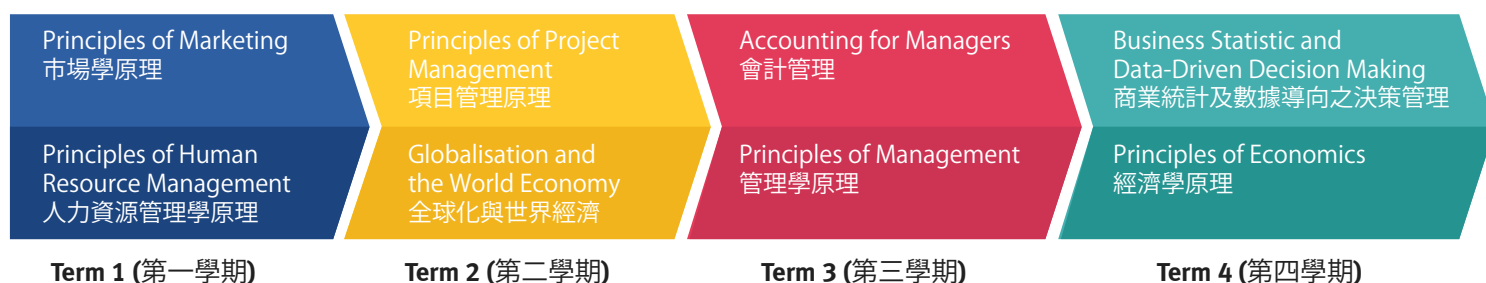 Principles of Marketing
市場學原理
Principles of Human
Resource Management
人力資源管理學原理
Term 1 (第一學期)
Principles of Project
Management
項目管理原理
Globalisation and
the World Economy
全球化與世界經濟
Term 2 (第二學期)
Accounting for Managers
會計管理
Principles of Management
管理學原理
Term 3 (第三學期)
Business Statistic and
Data-Driven Decision Making
商業統計及數據導向之決策管理
Principles of Economics
經濟學原理
Term 4 (第四學期)